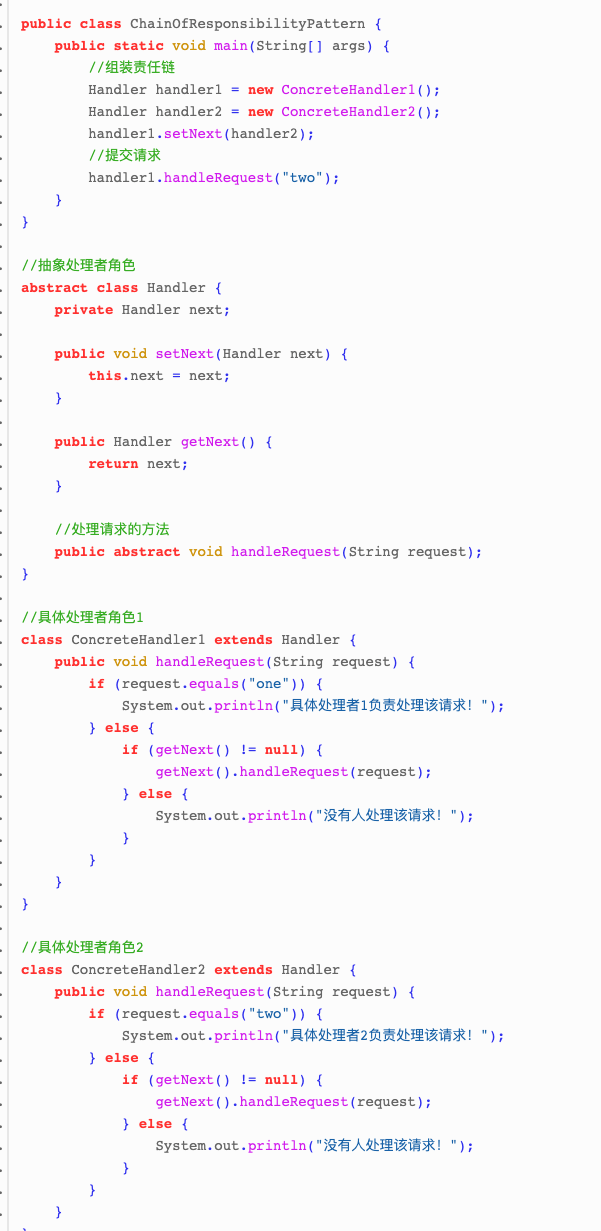 public class ChainOfResponsibilityPattern {
    public static void main(String[] args) {
        //组装责任链
        Handler handler1 = new ConcreteHandler1();
        Handler handler2 = new ConcreteHandler2();
        handler1.setNext(handler2);
        //提交请求
        handler1.handleRequest("two");
    }
}

//抽象处理者角色
abstract class Handler {
    private Handler next;

    public void setNext(Handler next) {
        this.next = next;
    }

    public Handler getNext() {
        return next;
    }

    //处理请求的方法
    public abstract void handleRequest(String request);
}

//具体处理者角色1
class ConcreteHandler1 extends Handler {
    public void handleRequest(String request) {
        if (request.equals("one")) {
            System.out.println("具体处理者1负责处理该请求！");
        } else {
            if (getNext() != null) {
                getNext().handleRequest(request);
            } else {
                System.out.println("没有人处理该请求！");
            }
        }
    }
}

//具体处理者角色2
class ConcreteHandler2 extends Handler {
    public void handleRequest(String request) {
        if (request.equals("two")) {
            System.out.println("具体处理者2负责处理该请求！");
        } else {
            if (getNext() != null) {
                getNext().handleRequest(request);
            } else {
                System.out.println("没有人处理该请求！");
            }
        }
    }
}